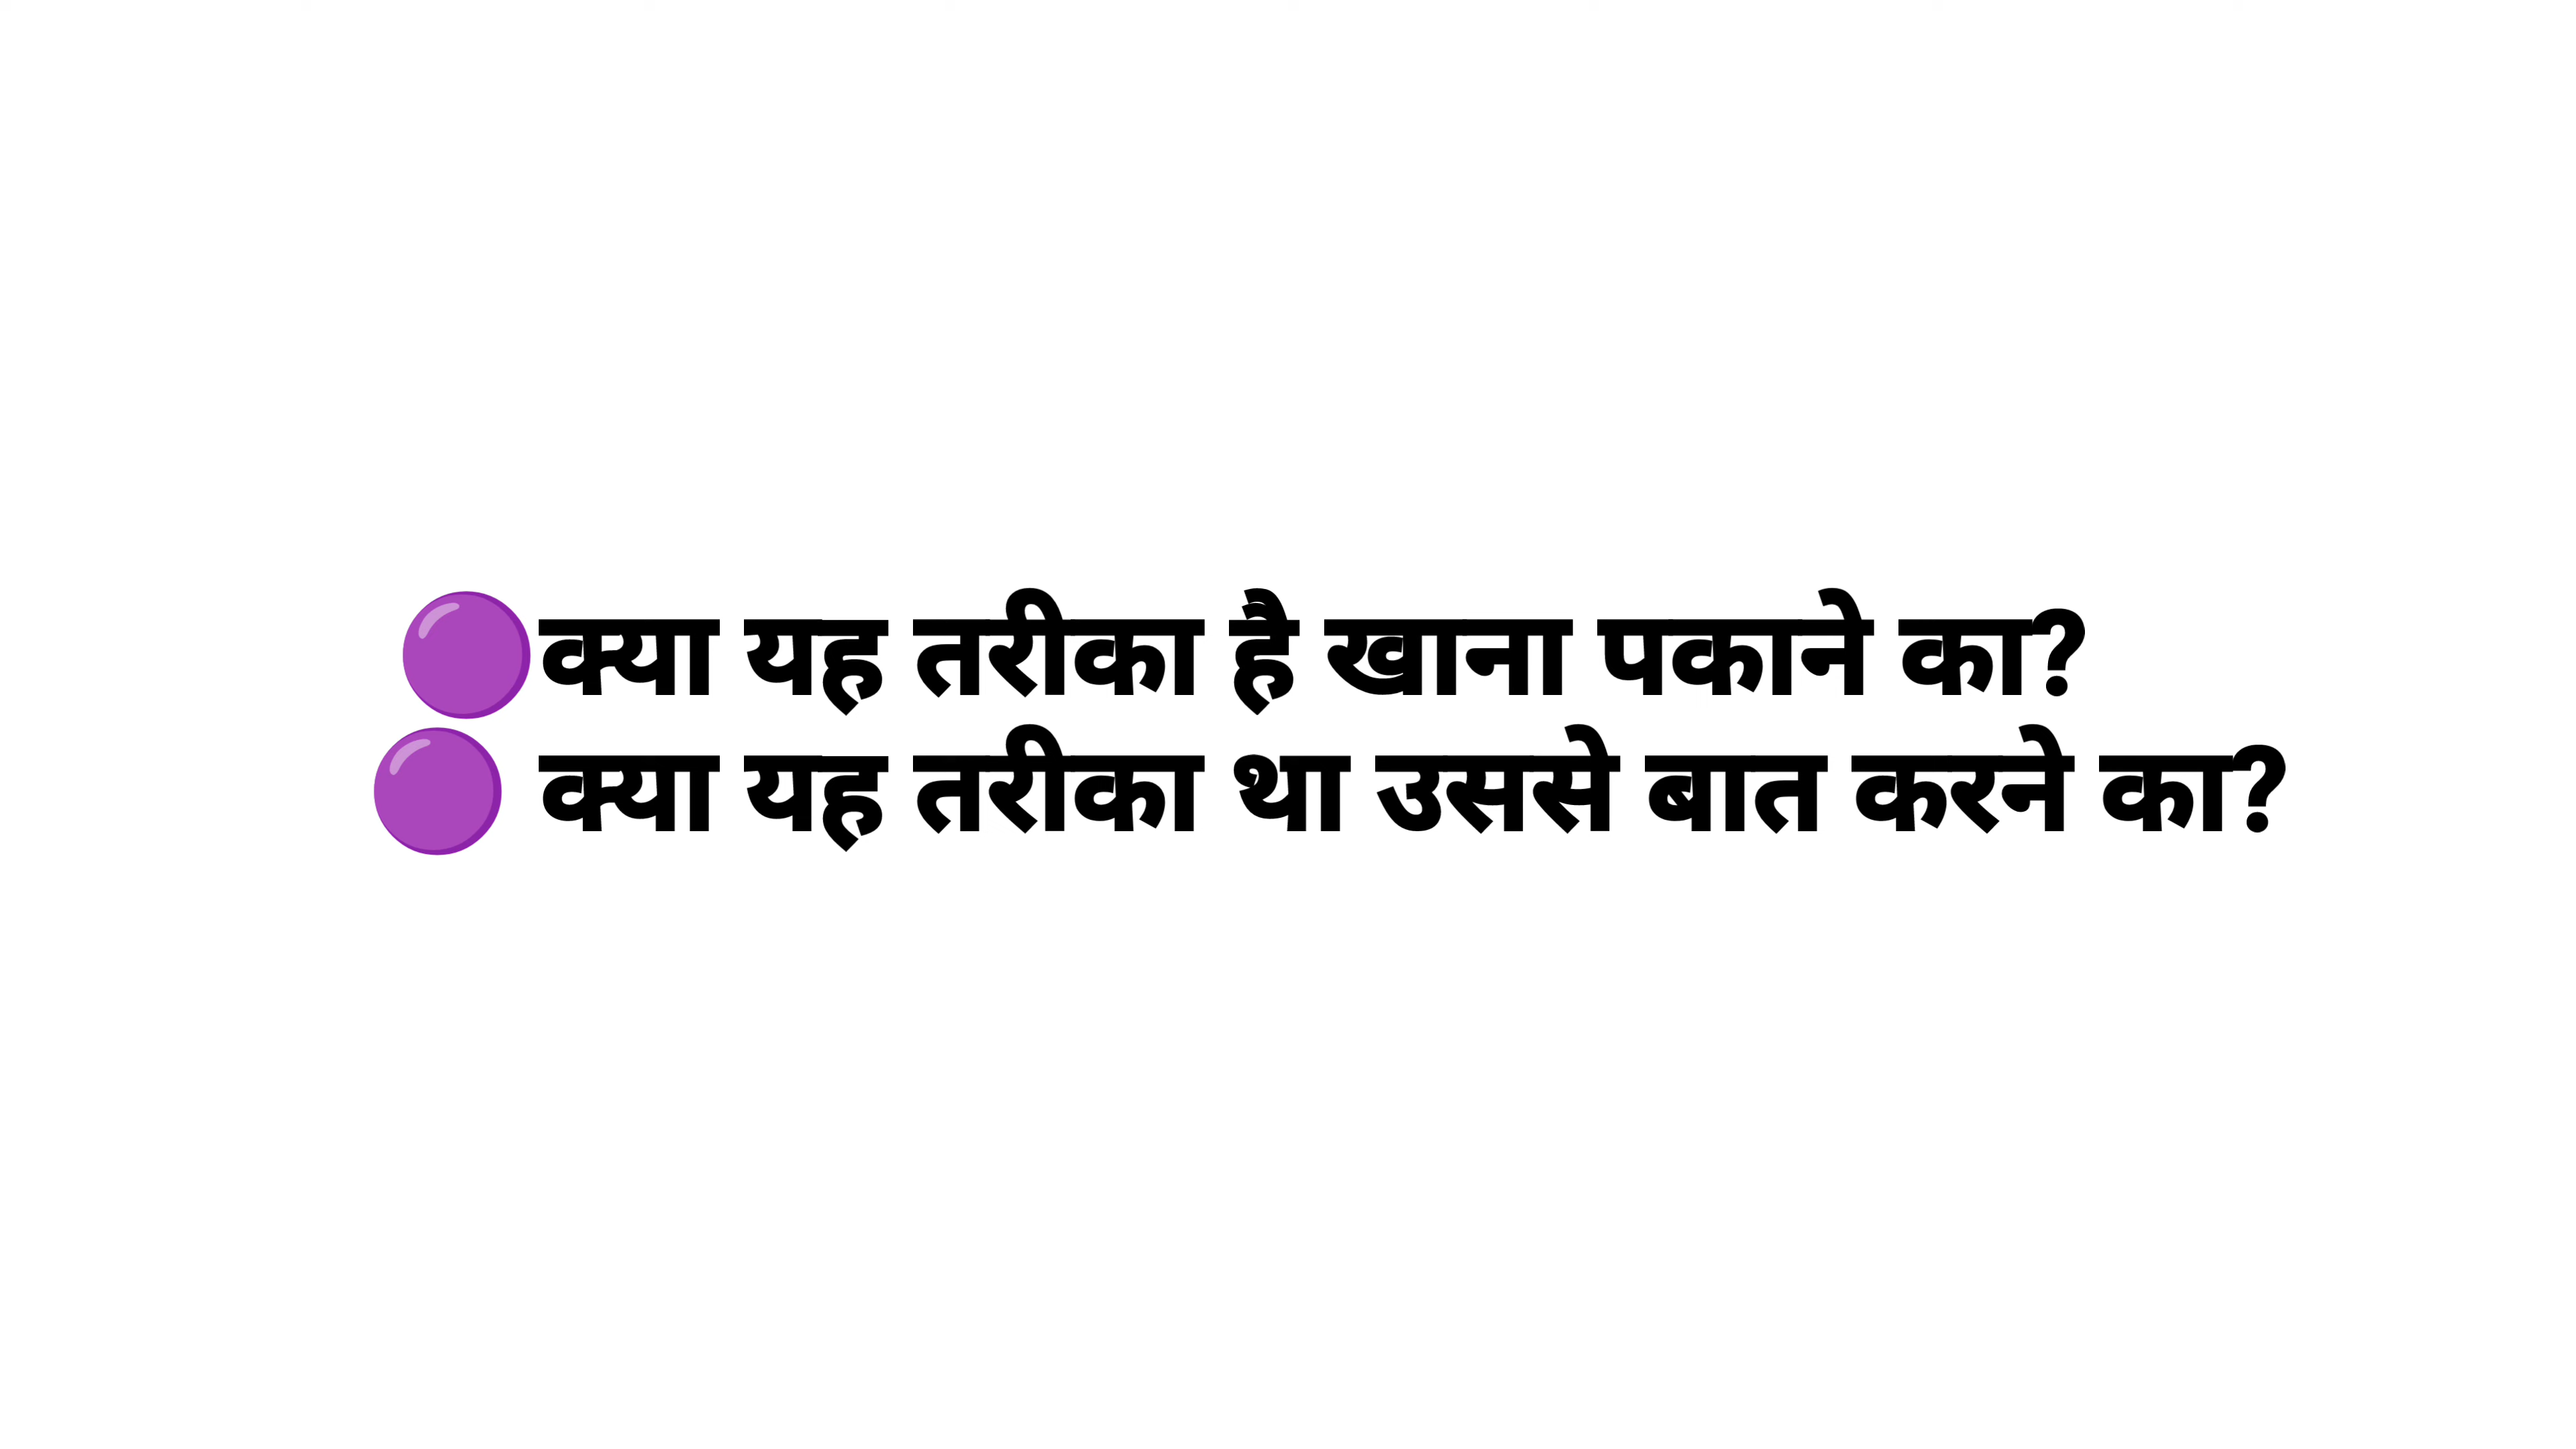 🟣क्या यह तरीका है खाना पकाने का?
🟣 क्या यह तरीका था उससे बात करने का?